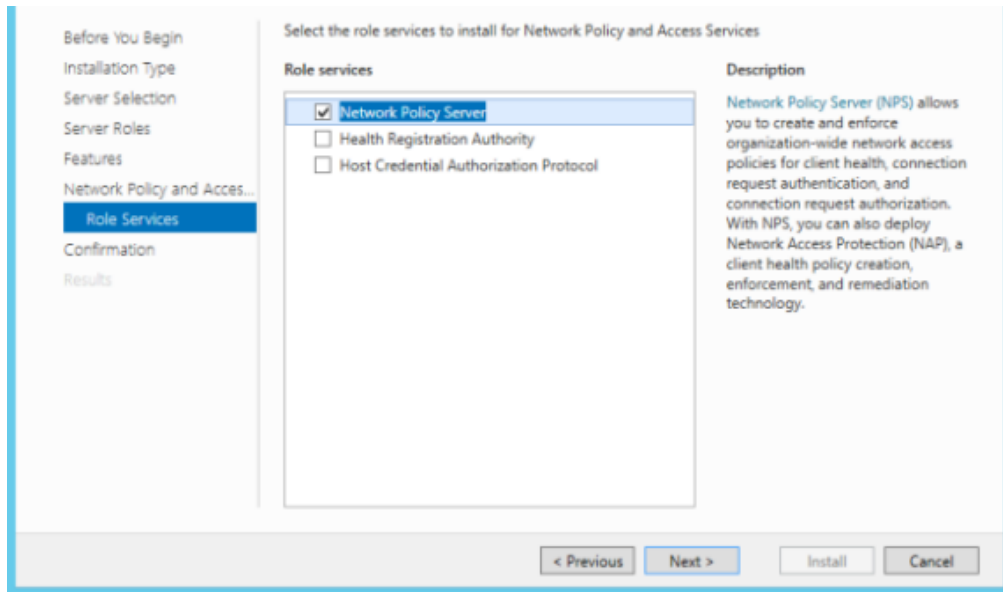 Before You Begin
Installation Type
Server Selection
Server Roles
Features
Network Policy and Acces...
Role Services
Confirmation
Results
Select the role services to install for Network Policy and Access Services
Role services
Network Policy Server
Health Registration Authority
Host Credential Authorization Protocol
Description
Network Policy Server (NPS) allows
you to create and enforce
organization-wide network access
policies for client health, connection
request authentication, and
connection request authorization.
With NPS, you can also deploy
Network Access Protection (NAP), a
client health policy creation,
enforcement, and remediation
technology.
< Previous
Next >
Install
Cancel